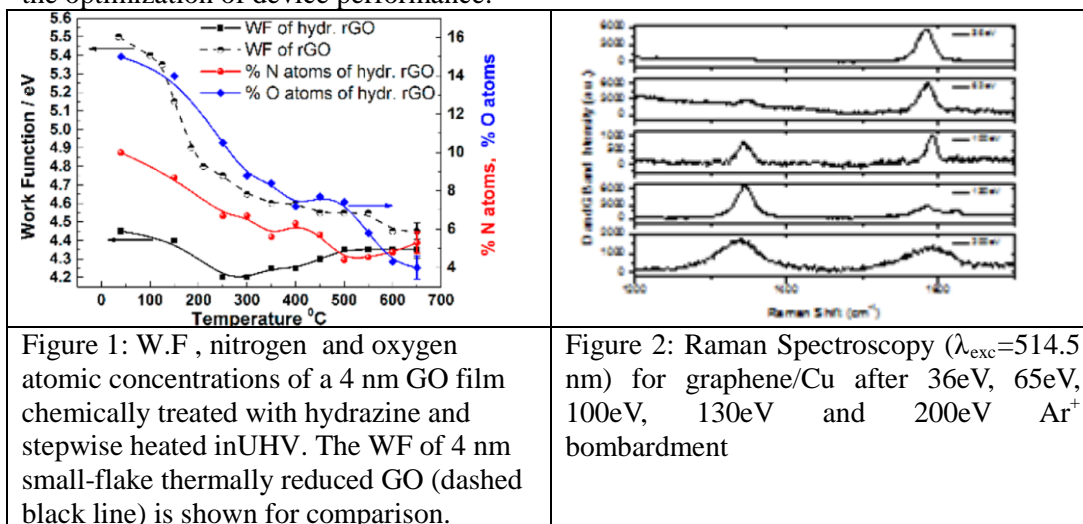 the optimization of device performance.
WF of hydr. rGO
WF of rGO
% N atoms of hydr. rGO
% O atoms of hydr. rGO
Work Function / eV
5.6
5.5
5.4
5.3
5.2
5.1
5.0
4.9
4.8
4.7
4.6
4.5
4.4
4.3
4.2
16
14
12
10
8
6
4
% N atoms, % O atoms
0 100 200 300 400 500 600 700
Temperature ⁰C
D and G Band Intensity (a.u.)
Raman Shift (cm⁻¹)
Figure 1: W.F , nitrogen and oxygen
atomic concentrations of a 4 nm GO film
chemically treated with hydrazine and
stepwise heated inUHV. The WF of 4 nm
small-flake thermally reduced GO (dashed
black line) is shown for comparison.
Figure 2: Raman Spectroscopy (λexc=514.5
nm) for graphene/Cu after 36eV, 65eV,
100eV, 130eV and 200eV Ar⁺
bombardment